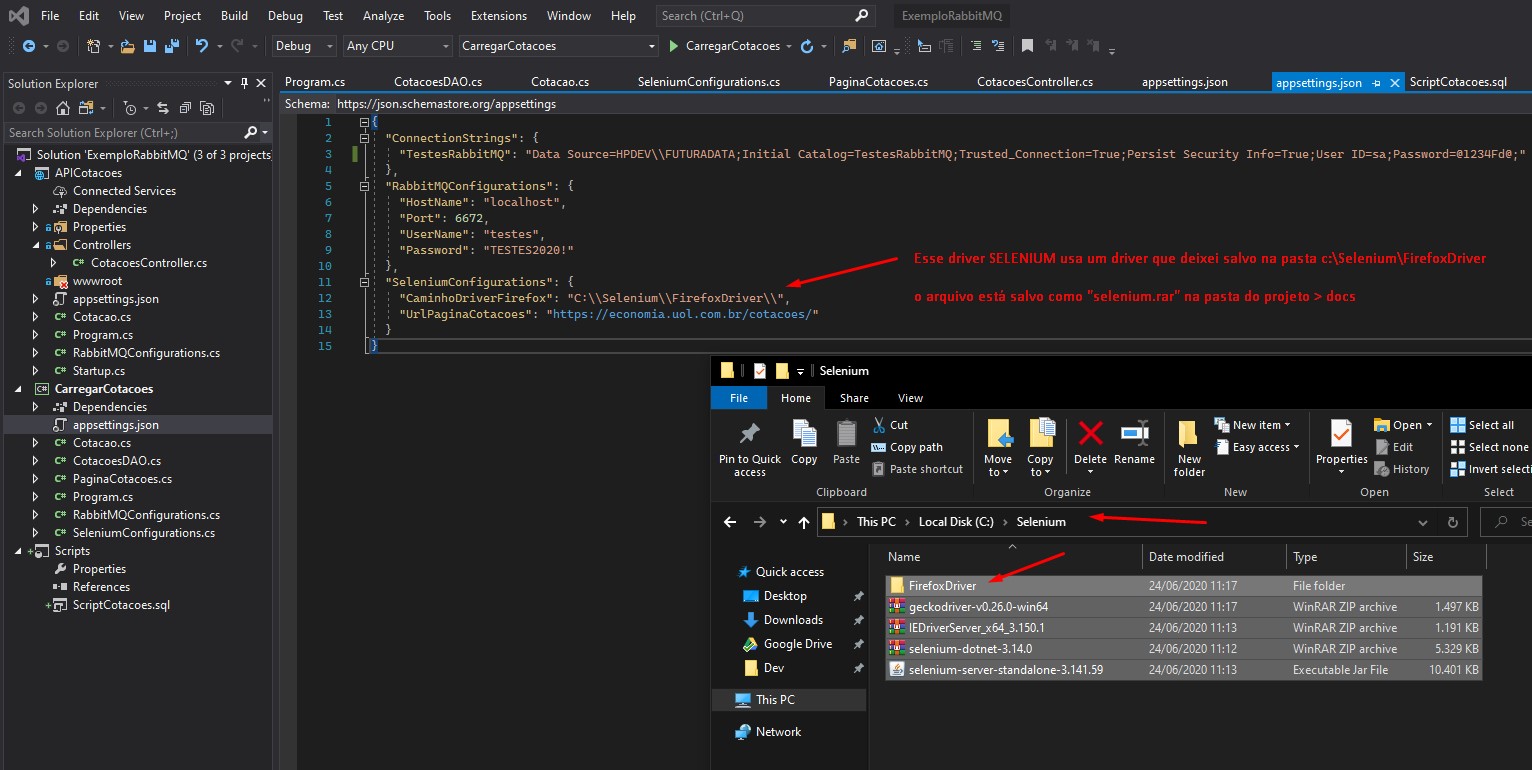 File Edit View Project Build Debug Test Analyze Tools Extensions Window Help Search (Ctrl+Q) ExemploRabbitMQ
Debug Any CPU CarregarCotacoes CarregarCotacoes
Solution Explorer
Search Solution Explorer (Ctrl+;)
Solution 'ExemploRabbitMQ' (3 of 3 projects)
APICotacoes
Connected Services
Dependencies
Properties
Controllers
CotacoesController.cs
wwwroot
appsettings.json
Cotacao.cs
Program.cs
RabbitMQConfigurations.cs
Startup.cs
CarregarCotacoes
Dependencies
appsettings.json
Cotacao.cs
CotacoesDAO.cs
PaginaCotacoes.cs
Program.cs
RabbitMQConfigurations.cs
SeleniumConfigurations.cs
Scripts
Properties
References
ScriptCotacoes.sql
Program.cs CotacoesDAO.cs Cotacao.cs SeleniumConfigurations.cs PaginaCotacoes.cs CotacoesController.cs appsettings.json appsettings.json ScriptCotacoes.sql
Schema: https://json.schemastore.org/appsettings
1 {
2 "ConnectionStrings": {
3 "TestesRabbitMQ": "Data Source=HPDEV\\FUTURADATA;Initial Catalog=TestesRabbitMQ;Trusted_Connection=True;Persist Security Info=True;User ID=sa;Password=@1234Fd@;"
4 },
5 "RabbitMQConfigurations": {
6 "HostName": "localhost",
7 "Port": 6672,
8 "UserName": "testes",
9 "Password": "TESTES2020!"
10 },
11 "SeleniumConfigurations": {
12 "CaminhoDriverFirefox": "C:\\Selenium\\FirefoxDriver\\",
13 "UrlPaginaCotacoes": "https://economia.uol.com.br/cotacoes/"
14 }
15 }
Esse driver SELENIUM usa um driver que deixei salvo na pasta c:\Selenium\FirefoxDriver
o arquivo está salvo como "selenium.rar" na pasta do projeto > docs
Selenium
File Home Share View
Pin to Quick access
Copy
Paste
Cut
Copy path
Paste shortcut
Move to
Copy to
Delete
Rename
New folder
New item
Easy access
Properties
Open
Edit
History
Select all
Select none
Invert selecti
Clipboard Organize New Open Select
This PC > Local Disk (C:) > Selenium Se
Quick access
Desktop
Downloads
Google Drive
Dev
This PC
Network
Name Date modified Type Size
FirefoxDriver 24/06/2020 11:17 File folder
geckodriver-v0.26.0-win64 24/06/2020 11:17 WinRAR ZIP archive 1.497 KB
IEDriverServer_x64_3.150.1 24/06/2020 11:13 WinRAR ZIP archive 1.191 KB
selenium-dotnet-3.14.0 24/06/2020 11:12 WinRAR ZIP archive 5.329 KB
selenium-server-standalone-3.141.59 24/06/2020 11:13 Executable Jar File 10.401 KB